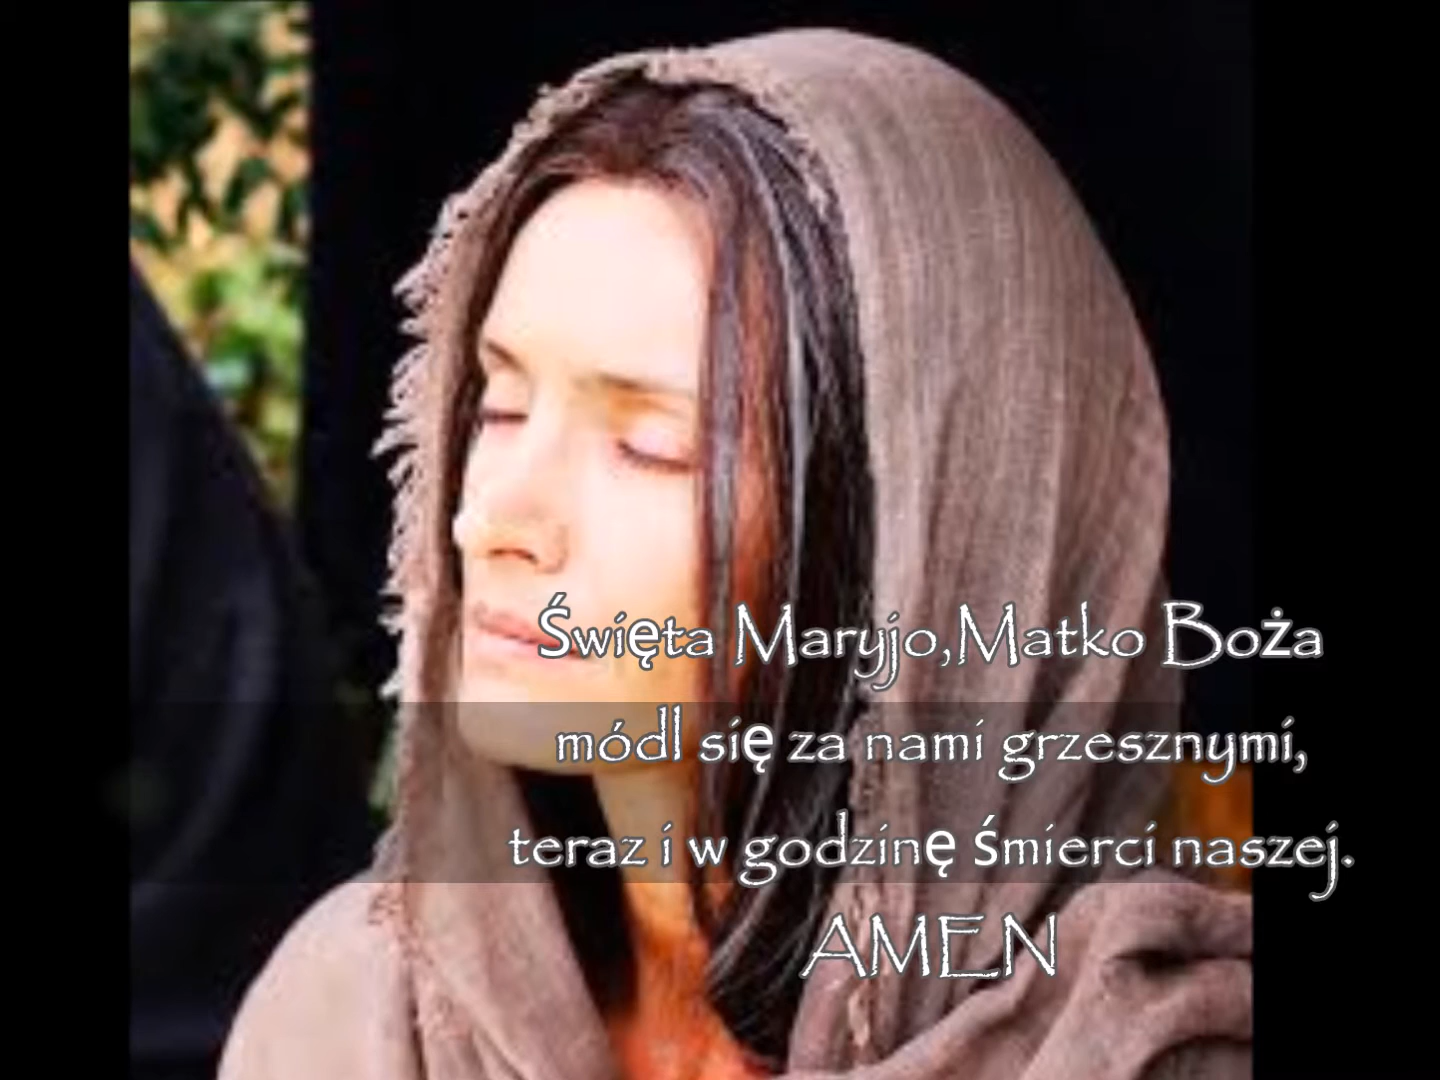 Święta Maryjo,Matko Boża
módl się za nami grzesznymi,
teraz i w godzinę śmierci naszej.
AMEN